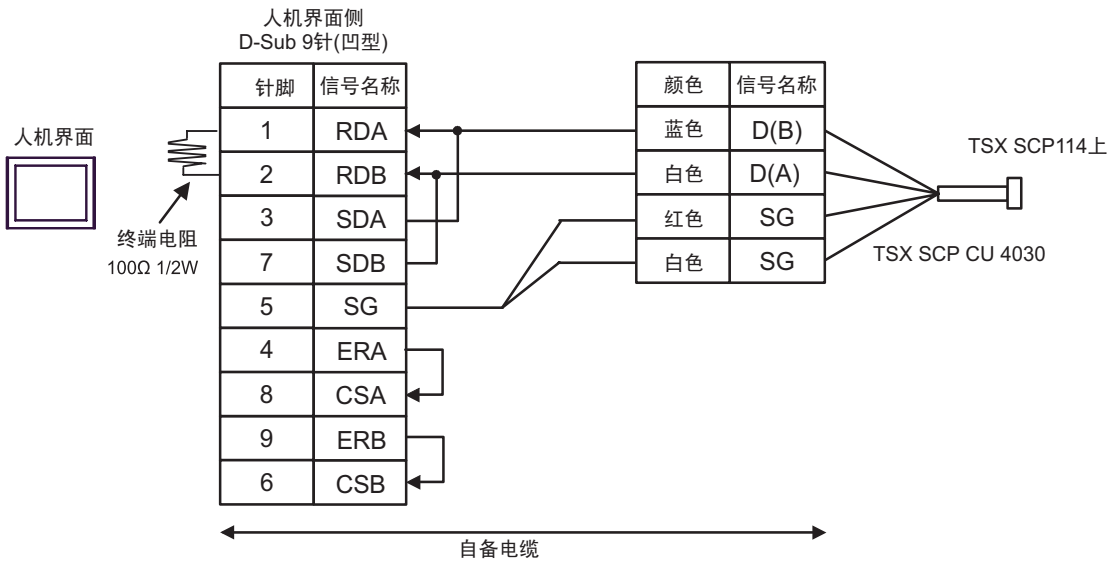 人机界面侧
D-Sub 9针(凹型)
人机界面
终端电阻
100Ω 1/2W
针脚 信号名称
1 RDA
2 RDB
3 SDA
7 SDB
5 SG
4 ERA
8 CSA
9 ERB
6 CSB
颜色 信号名称
蓝色 D(B)
白色 D(A)
红色 SG
白色 SG
TSX SCP114上
TSX SCP CU 4030
自备电缆